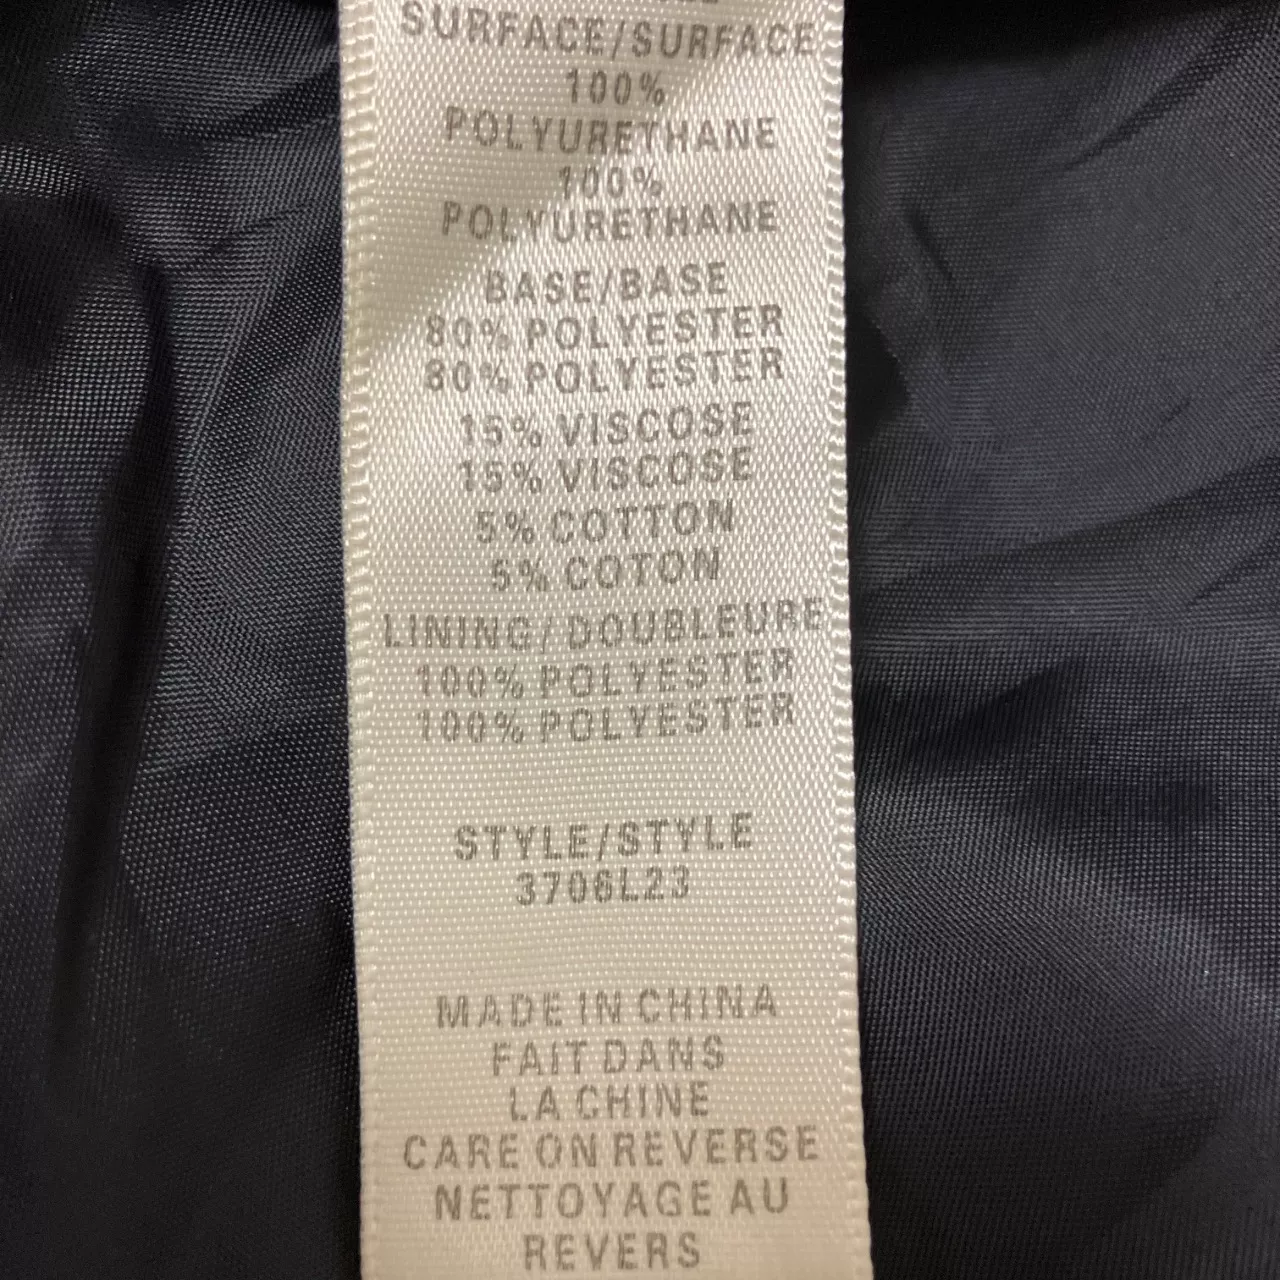 SURFACE/SURFACE
100%
POLYURETHANE
100%
POLYURETHANE
BASE/BASE
80% POLYESTER
80% POLYESTER
15% VISCOSE
15% VISCOSE
5% COTTON
5% COTON
LINING/DOUBLEURE
100% POLYESTER
100% POLYESTER
STYLE/STYLE
3706L23
MADE IN CHINA
FAIT DANS
LA CHINE
CARE ON REVERSE
NETTOYAGE AU
REVERS